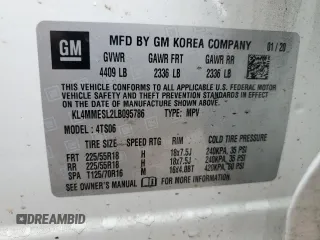 GM
MFD BY GM KOREA COMPANY 01/20
GVWR GAWR FRT GAWR RR
4409 LB 2336 LB 2336 LB
THIS VEHICLE CONFORMS TO ALL APPLICABLE U.S. FEDERAL MOTOR
VEHICLE SAFETY AND THEFT PREVENTION STANDARDS IN EFFECT ON
THE DATE OF MANUFACTURE SHOWN ABOVE.
KL4MMESL2LB095786 TYPE: MPV
MODEL: 4TS06
TIRE SIZE SPEED RTG RIM COLD TIRE PRESSURE
FRT 225/55R18 H 18x7.5J 240KPA, 35 PSI
RR 225/55R18 H 18x7.5J 240KPA, 35 PSI
SPA T125/70R16 M 16x4.0BT 420KPA, 60 PSI
SEE OWNER'S MANUAL FOR MORE INFORMATION.